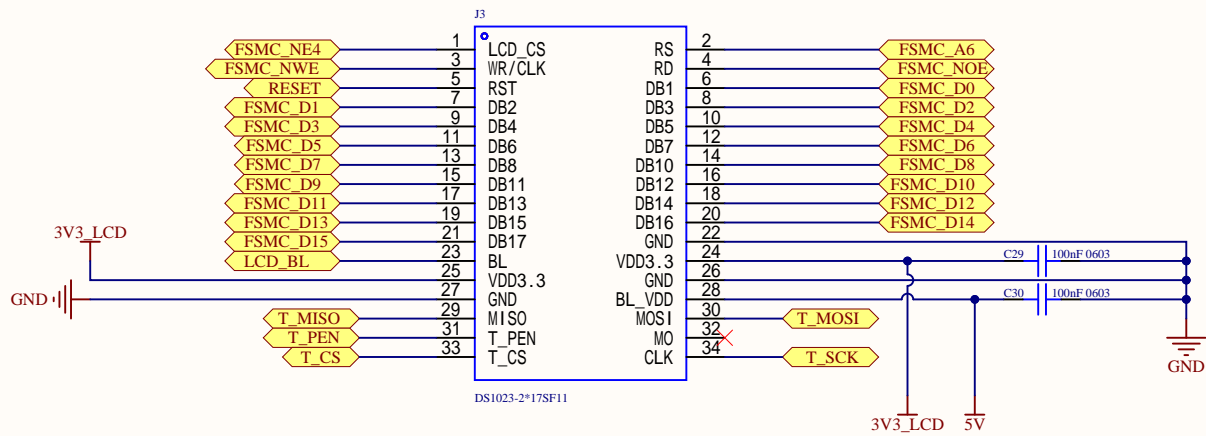 J3
FSMC_NE4 1 LCD_CS RS 2 FSMC_A6
FSMC_NWE 3 WR/CLK RD 4 FSMC_NOE
RESET 5 RST DB1 6 FSMC_D0
FSMC_D1 7 DB2 DB3 8 FSMC_D2
FSMC_D3 9 DB4 DB5 10 FSMC_D4
FSMC_D5 11 DB6 DB7 12 FSMC_D6
FSMC_D7 13 DB8 DB10 14 FSMC_D8
FSMC_D9 15 DB11 DB12 16 FSMC_D10
FSMC_D11 17 DB13 DB14 18 FSMC_D12
FSMC_D13 19 DB15 DB16 20 FSMC_D14
3V3_LCD
FSMC_D15 21 DB17 GND 22
LCD_BL 23 BL VDD3.3 24 C29 100nF 0603
25 VDD3.3 GND 26
GND 27 GND BL_VDD 28 C30 100nF 0603
T_MISO 29 MISO MOSI 30 T_MOSI
T_PEN 31 T_PEN MO 32
T_CS 33 T_CS CLK 34 T_SCK
GND
DS1023-2*17SF11
3V3_LCD 5V